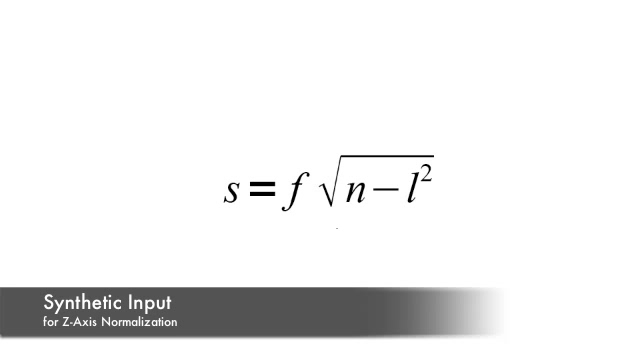 s = f √n − l²
Synthetic Input
for Z-Axis Normalization